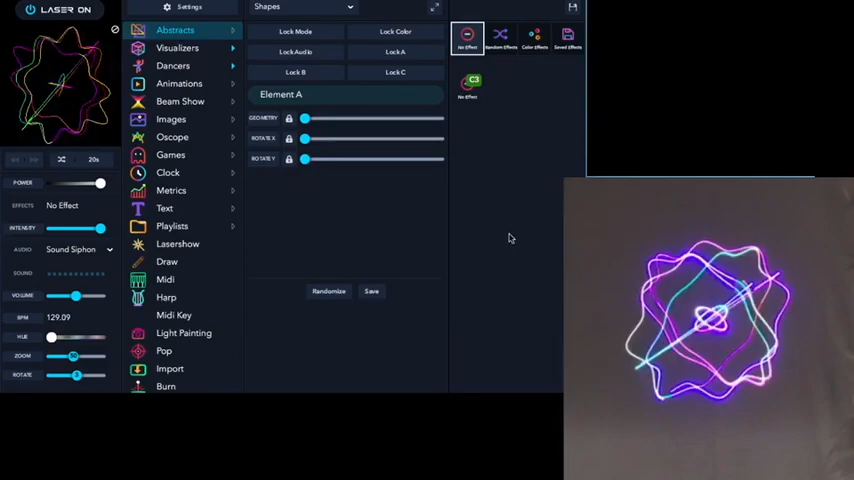 LASER ON
Settings
Shapes
Abstracts
Visualizers
Dancers
Animations
Beam Show
Images
Oscope
Games
Clock
Metrics
Text
Playlists
Lasershow
Draw
Midi
Harp
Midi Key
Light Painting
Pop
Import
Burn
20s
POWER
EFFECTS No Effect
INTENSITY
AUDIO Sound Siphon
SOUND
VOLUME
BPM 129.09
HUE
ZOOM 50
ROTATE 3
Lock Mode Lock Color
Lock Audio Lock A
Lock B Lock C
Element A
GEOMETRY
ROTATE X
ROTATE Y
Randomize Save
No Effect Random Effects Color Effects Saved Effects
C3
No Effect